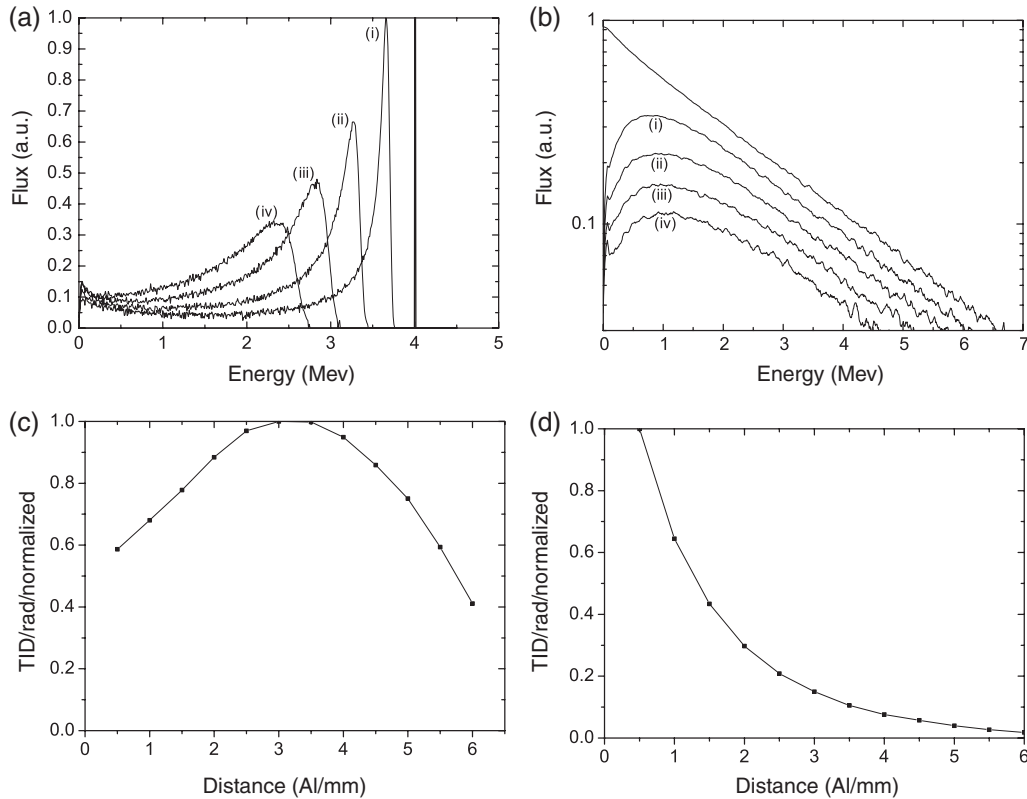 (a)
1.0
0.9
0.8
0.7
0.6
0.5
0.4
0.3
0.2
0.1
0.0
Flux (a.u.)
(i)
(ii)
(iii)
(iv)
0 1 2 3 4 5
Energy (Mev)
(b)
1
0.1
Flux (a.u.)
(i)
(ii)
(iii)
(iv)
0 1 2 3 4 5 6 7
Energy (Mev)
(c)
1.0
0.8
0.6
0.4
0.2
0.0
TID/rad/normalized
0 1 2 3 4 5 6
Distance (Al/mm)
(d)
1.0
0.8
0.6
0.4
0.2
0.0
TID/rad/normalized
0 1 2 3 4 5 6
Distance (Al/mm)